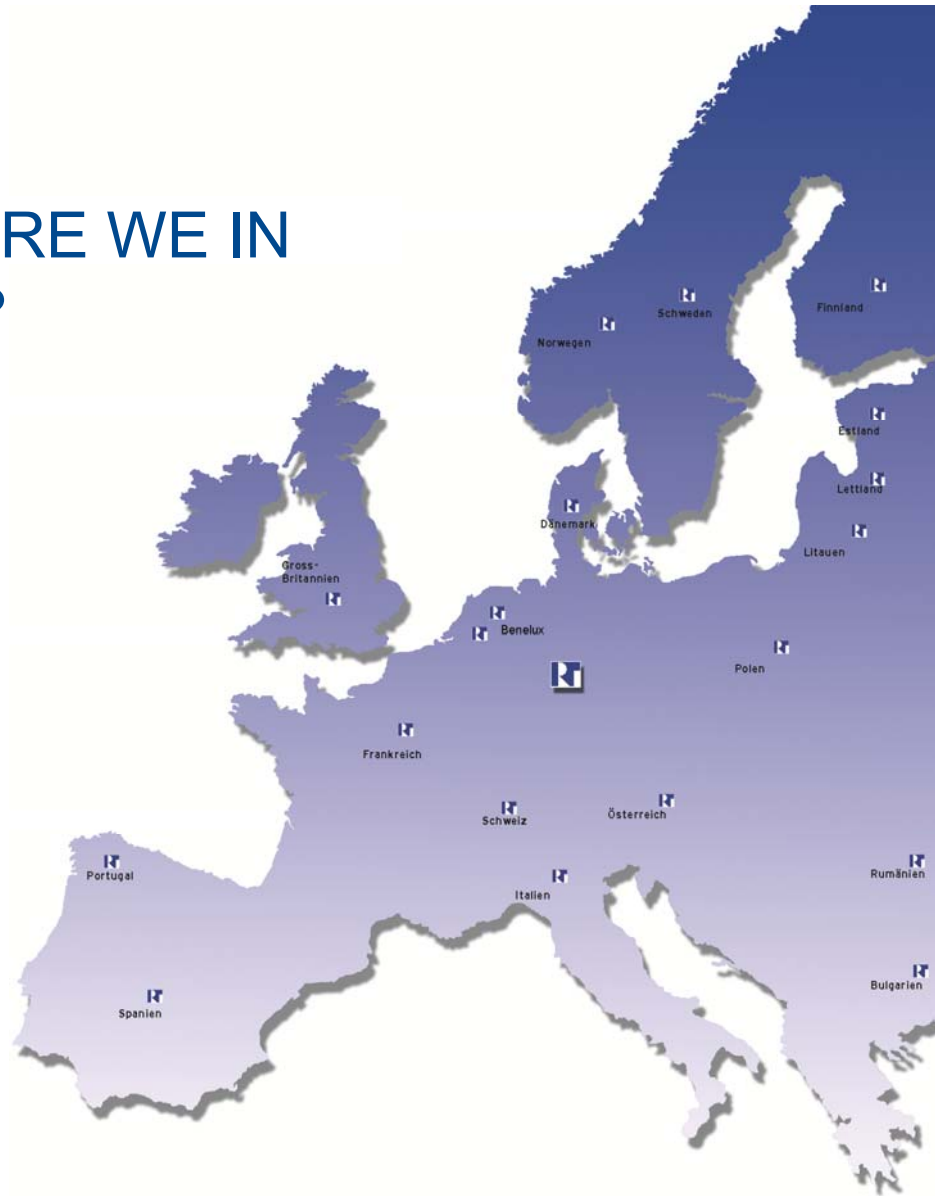 RE WE IN
?
Finnland
Schweden
Norwegen
Estland
Lettland
Dänemark
Litauen
Gross-
Britannien
Benelux
Polen
Frankreich
Österreich
Schweiz
Portugal
Rumänien
Italien
Bulgarien
Spanien